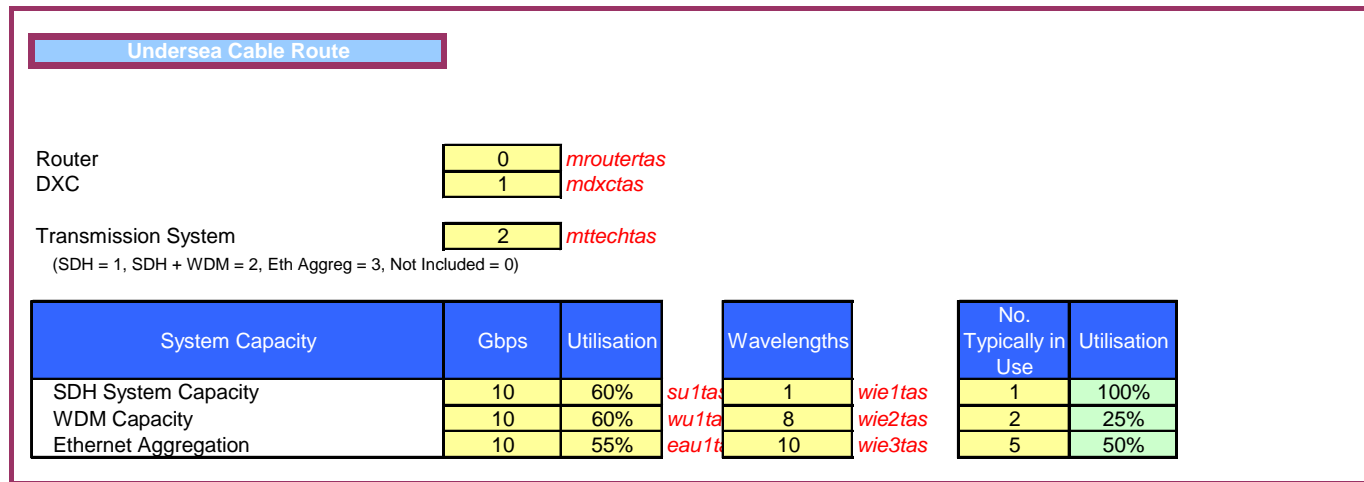 Undersea Cable Route
Router 0 mroutertas
DXC 1 mdxctas
Transmission System 2 mttechtas
(SDH = 1, SDH + WDM = 2, Eth Aggreg = 3, Not Included = 0)
System Capacity Gbps Utilisation Wavelengths No. Typically in Use Utilisation
SDH System Capacity 10 60% su1tas 1 wie1tas 1 100%
WDM Capacity 10 60% wu1ta 8 wie2tas 2 25%
Ethernet Aggregation 10 55% eau1t 10 wie3tas 5 50%